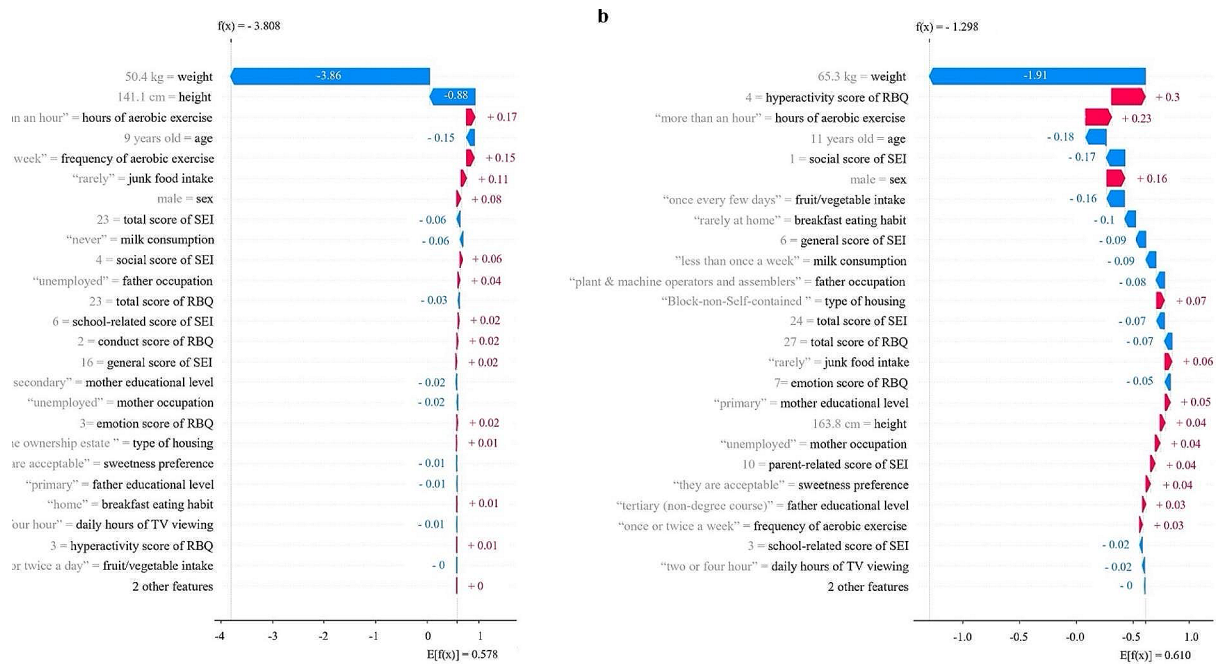 b
f(x) = - 3.808
50.4 kg = weight -3.86
141.1 cm = height -0.88
an hour” = hours of aerobic exercise + 0.17
9 years old = age - 0.15
week” = frequency of aerobic exercise + 0.15
“rarely” = junk food intake + 0.11
male = sex + 0.08
23 = total score of SEI - 0.06
“never” = milk consumption - 0.06
4 = social score of SEI + 0.06
“unemployed” = father occupation + 0.04
23 = total score of RBQ - 0.03
6 = school-related score of SEI + 0.02
2 = conduct score of RBQ + 0.02
16 = general score of SEI + 0.02
secondary” = mother educational level - 0.02
“unemployed” = mother occupation - 0.02
3= emotion score of RBQ + 0.02
ownership estate ” = type of housing + 0.01
are acceptable” = sweetness preference - 0.01
“primary” = father educational level - 0.01
“home” = breakfast eating habit + 0.01
four hour” = daily hours of TV viewing - 0.01
3 = hyperactivity score of RBQ + 0.01
or twice a day” = fruit/vegetable intake - 0
2 other features + 0
-4 -3 -2 -1 0 1
E[f(x)] = 0.578
f(x) = - 1.298
65.3 kg = weight -1.91
4 = hyperactivity score of RBQ + 0.3
“more than an hour” = hours of aerobic exercise + 0.23
11 years old = age - 0.18
1 = social score of SEI - 0.17
male = sex + 0.16
“once every few days” = fruit/vegetable intake - 0.16
“rarely at home” = breakfast eating habit - 0.1
6 = general score of SEI - 0.09
“less than once a week” = milk consumption - 0.09
“plant & machine operators and assemblers” = father occupation - 0.08
“Block-non-Self-contained ” = type of housing + 0.07
24 = total score of SEI - 0.07
27 = total score of RBQ - 0.07
“rarely” = junk food intake + 0.06
7= emotion score of RBQ - 0.05
“primary” = mother educational level + 0.05
163.8 cm = height + 0.04
“unemployed” = mother occupation + 0.04
10 = parent-related score of SEI + 0.04
“they are acceptable” = sweetness preference + 0.04
“tertiary (non-degree course)” = father educational level + 0.03
“once or twice a week” = frequency of aerobic exercise + 0.03
3 = school-related score of SEI - 0.02
“two or four hour” = daily hours of TV viewing - 0.02
2 other features - 0
-1.0 -0.5 -0.0 -0.5 1.0
E[f(x)] = 0.610